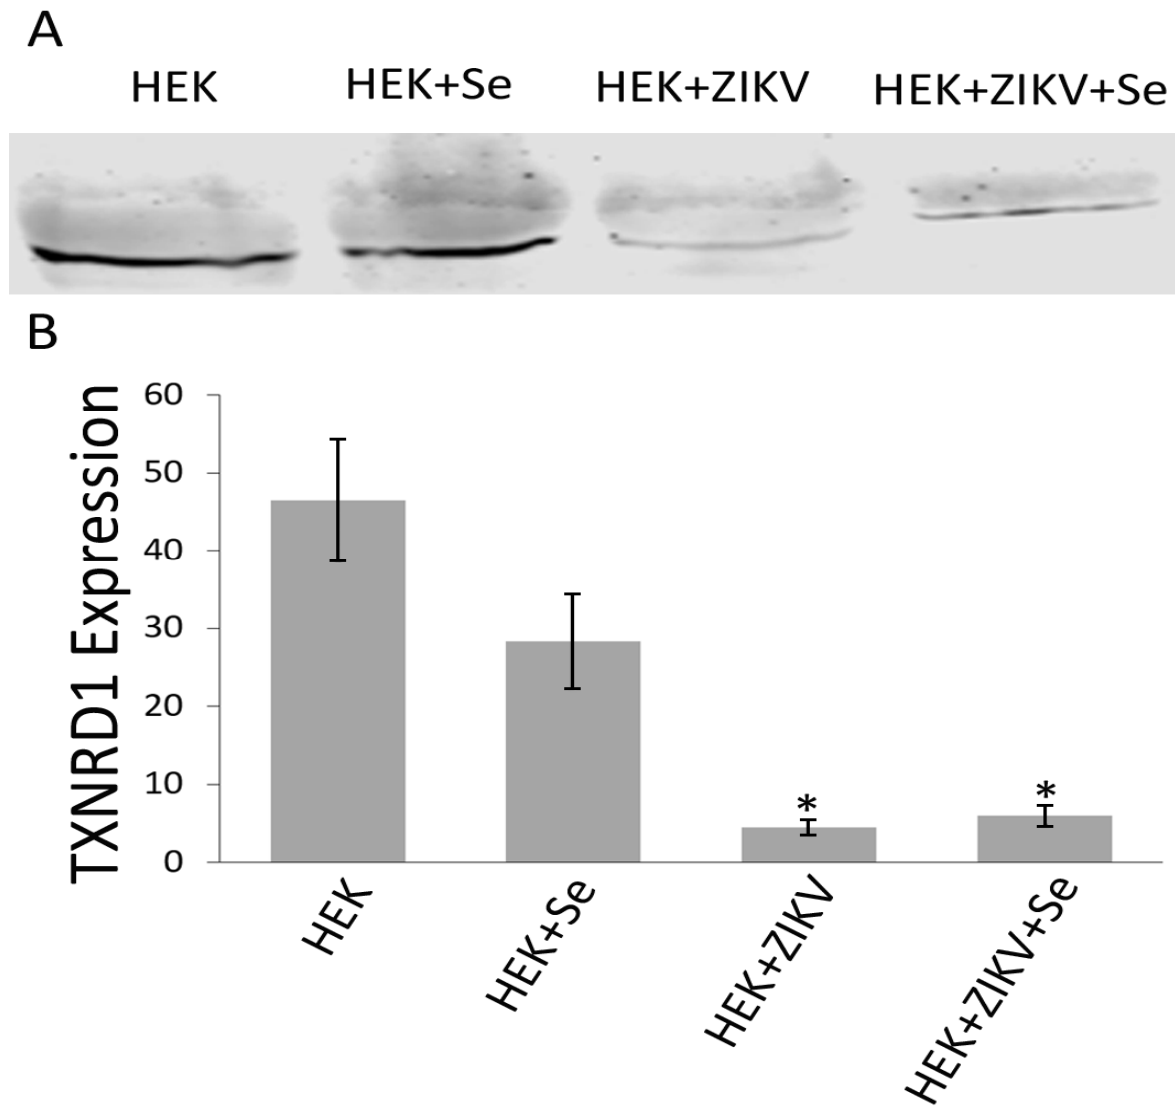 A
HEK HEK+Se HEK+ZIKV HEK+ZIKV+Se
B
TXNRD1 Expression
60
50
40
30
20
10
0
*
*
HEK
HEK+Se
HEK+ZIKV
HEK+ZIKV+Se